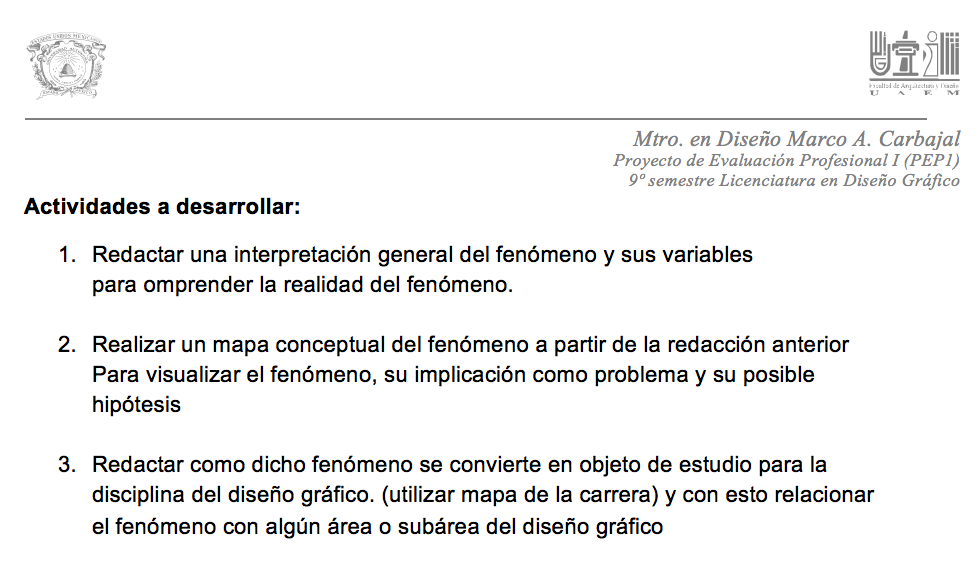 ESTADOS UNIDOS MEXICANOS
Facultad de Arquitectura y Diseño
U A E M
Mtro. en Diseño Marco A. Carbajal
Proyecto de Evaluación Profesional I (PEP1)
9º semestre Licenciatura en Diseño Gráfico
Actividades a desarrollar:
1. Redactar una interpretación general del fenómeno y sus variables
para omprender la realidad del fenómeno.
2. Realizar un mapa conceptual del fenómeno a partir de la redacción anterior
Para visualizar el fenómeno, su implicación como problema y su posible
hipótesis
3. Redactar como dicho fenómeno se convierte en objeto de estudio para la
disciplina del diseño gráfico. (utilizar mapa de la carrera) y con esto relacionar
el fenómeno con algún área o subárea del diseño gráfico